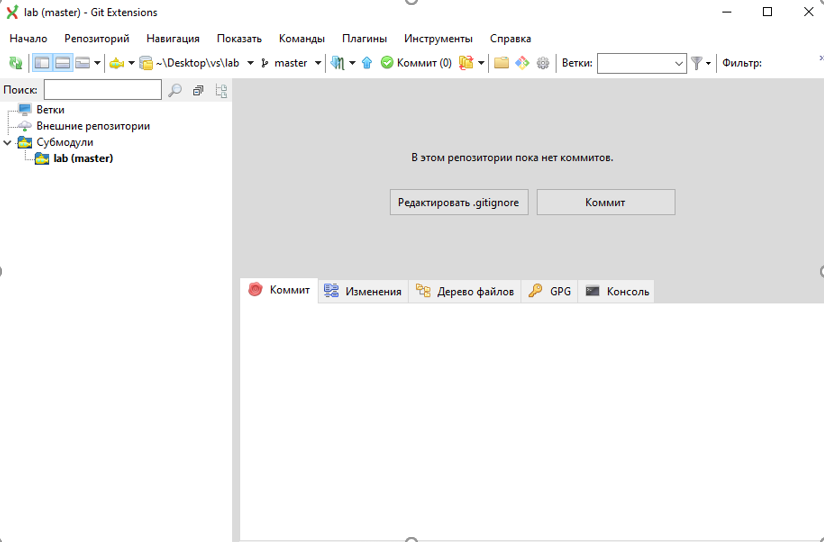 lab (master) - Git Extensions
Начало Репозиторий Навигация Показать Команды Плагины Инструменты Справка
~\Desktop\vs\lab master Коммит (0) Ветки: Фильтр:
Поиск:
Ветки
Внешние репозитории
Субмодули
lab (master)
В этом репозитории пока нет коммитов.
Редактировать .gitignore Коммит
Коммит Изменения Дерево файлов GPG Консоль